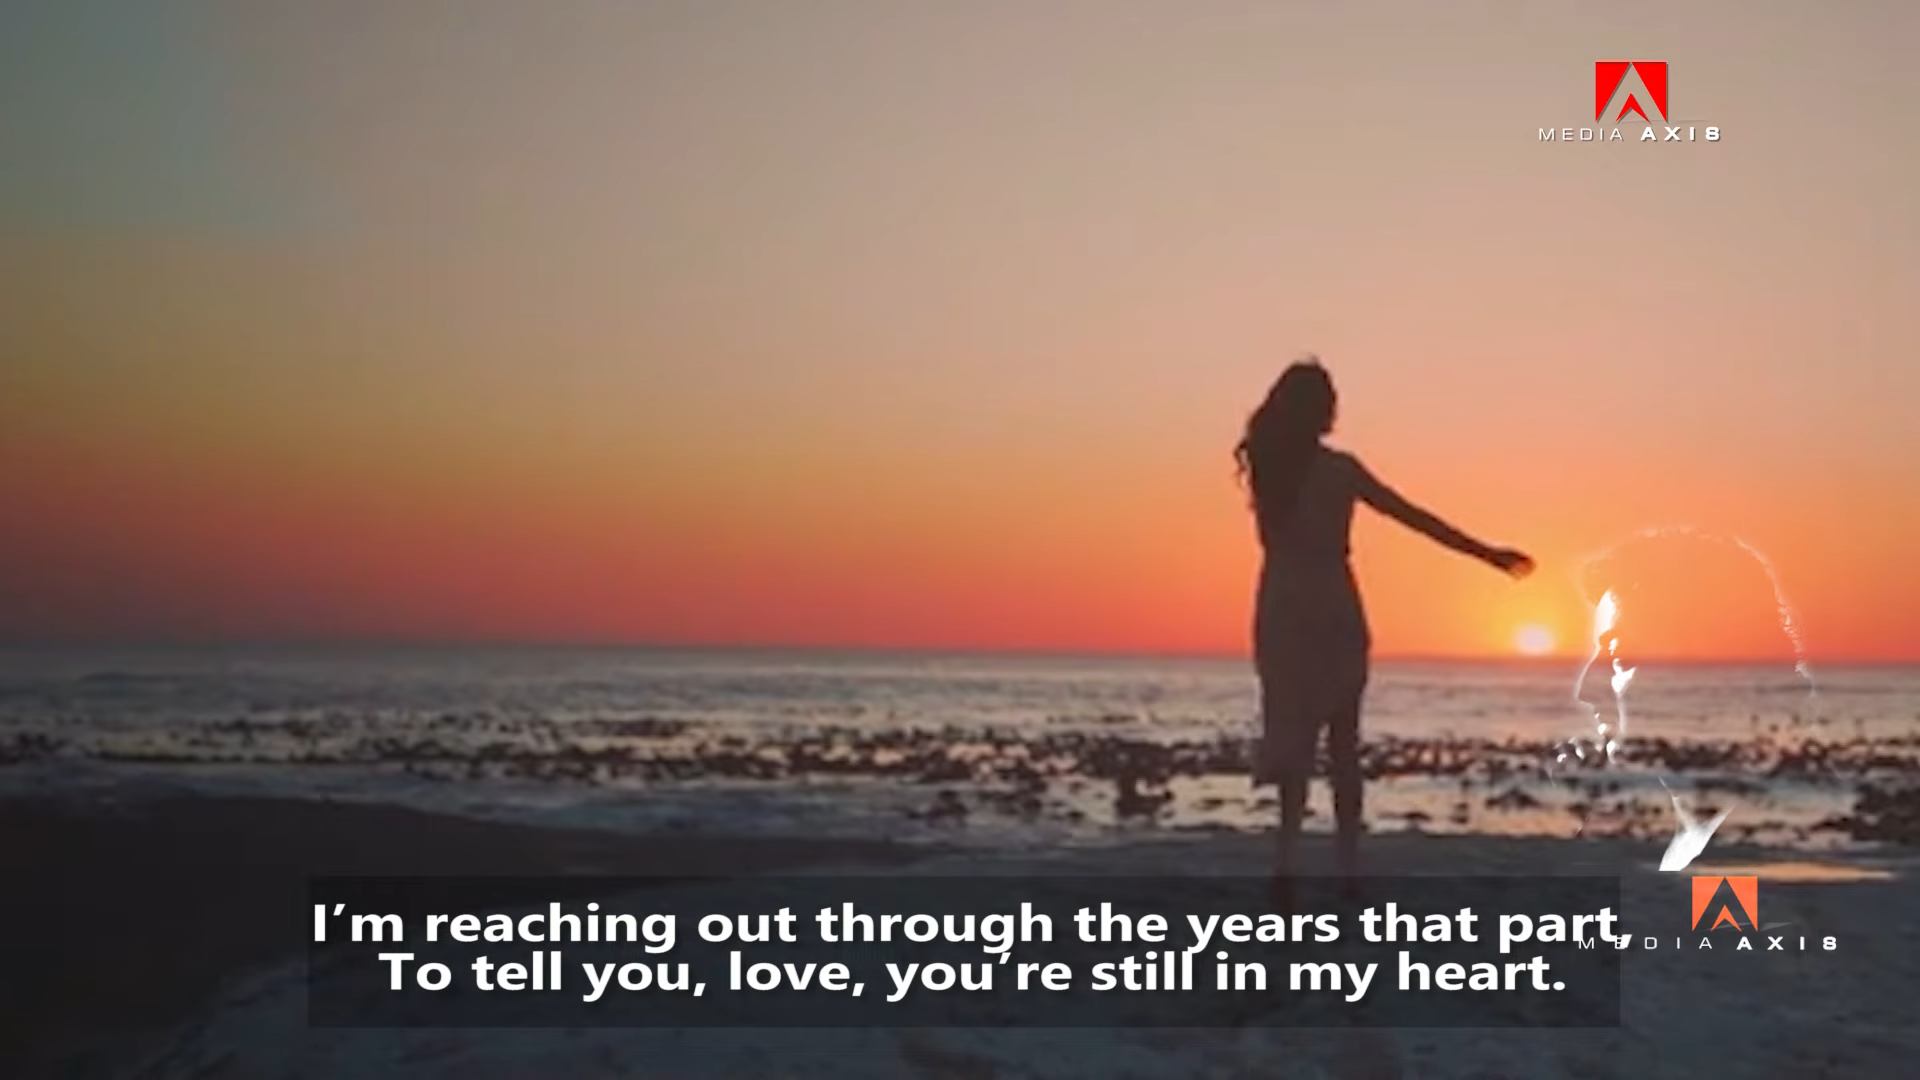 MEDIA AXIS
I’m reaching out through the years that part,
To tell you, love, you’re still in my heart.
MEDIA AXIS